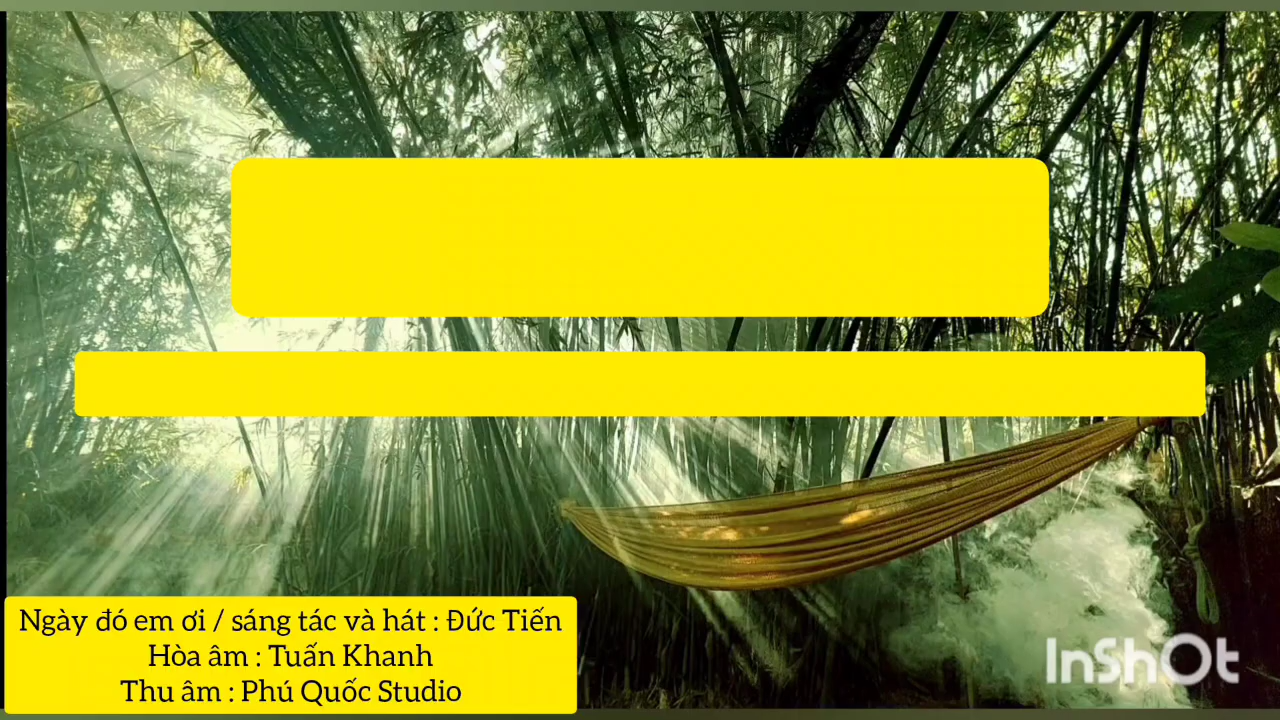 Ngày đó em ơi / sáng tác và hát : Đức Tiến
Hòa âm : Tuấn Khanh
Thu âm : Phú Quốc Studio
InShOt